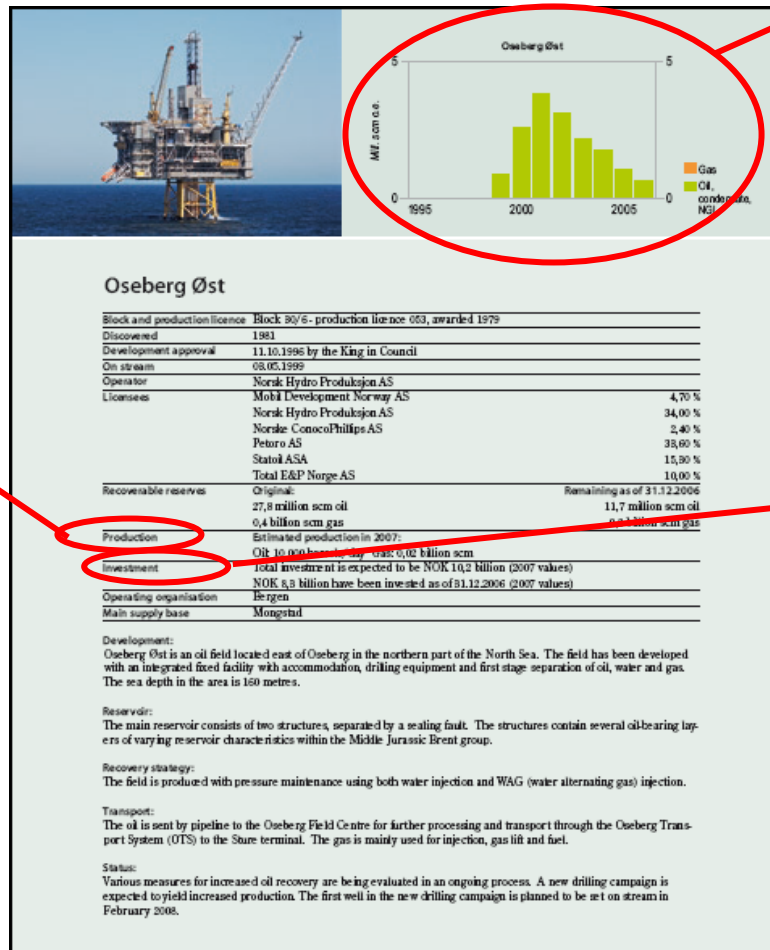 Oseberg Øst
5
5
Mill. scm o.e.
0
0
1995
2000
2005
Gas
Oil,
condensate,
NGL
Oseberg Øst
Block and production licence Block 30/6 - production licence 053, awarded 1979
Discovered 1981
Development approval 11.10.1996 by the King in Council
On stream 08.05.1999
Operator Norsk Hydro Produksjon AS
Licensees Mobil Development Norway AS 4,70 %
Norsk Hydro Produksjon AS 34,00 %
Norske ConocoPhillips AS 2,40 %
Petoro AS 33,60 %
Statoil ASA 15,30 %
Total E&P Norge AS 10,00 %
Recoverable reserves Original: Remaining as of 31.12.2006
27,8 million scm oil 11,7 million scm oil
0,4 billion scm gas scm gas
Production Estimated production in 2007:
Oil: 10 000 barrels/day Gas: 0,02 billion scm
Investment Total investment is expected to be NOK 10,2 billion (2007 values)
NOK 8,3 billion have been invested as of 31.12.2006 (2007 values)
Operating organisation Bergen
Main supply base Mongstad
Development:
Oseberg Øst is an oil field located east of Oseberg in the northern part of the North Sea. The field has been developed
with an integrated fixed facility with accommodation, drilling equipment and first stage separation of oil, water and gas.
The sea depth in the area is 160 metres.
Reservoir:
The main reservoir consists of two structures, separated by a sealing fault. The structures contain several oil-bearing lay-
ers of varying reservoir characteristics within the Middle Jurassic Brent group.
Recovery strategy:
The field is produced with pressure maintenance using both water injection and WAG (water alternating gas) injection.
Transport:
The oil is sent by pipeline to the Oseberg Field Centre for further processing and transport through the Oseberg Trans-
port System (OTS) to the Sture terminal. The gas is mainly used for injection, gas lift and fuel.
Status:
Various measures for increased oil recovery are being evaluated in an ongoing process. A new drilling campaign is
expected to yield increased production. The first well in the new drilling campaign is planned to be set on stream in
February 2008.